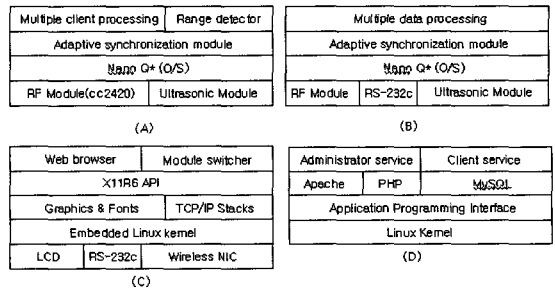 Multiple client processing Range detector
Adaptive synchronization module
Nano Q+ (O/S)
RF Module(cc2420) Ultrasonic Module
(A)
Multiple data processing
Adaptive synchronization module
Nano Q+ (O/S)
RF Module RS-232c Ultrasonic Module
(B)
Web browser Module switcher
X11R6 API
Graphics & Fonts TCP/IP Stacks
Embedded Linux kernel
LCD RS-232c Wireless NIC
(C)
Administrator service Client service
Apache PHP MySQL
Application Programming Interface
Linux Kernel
(D)